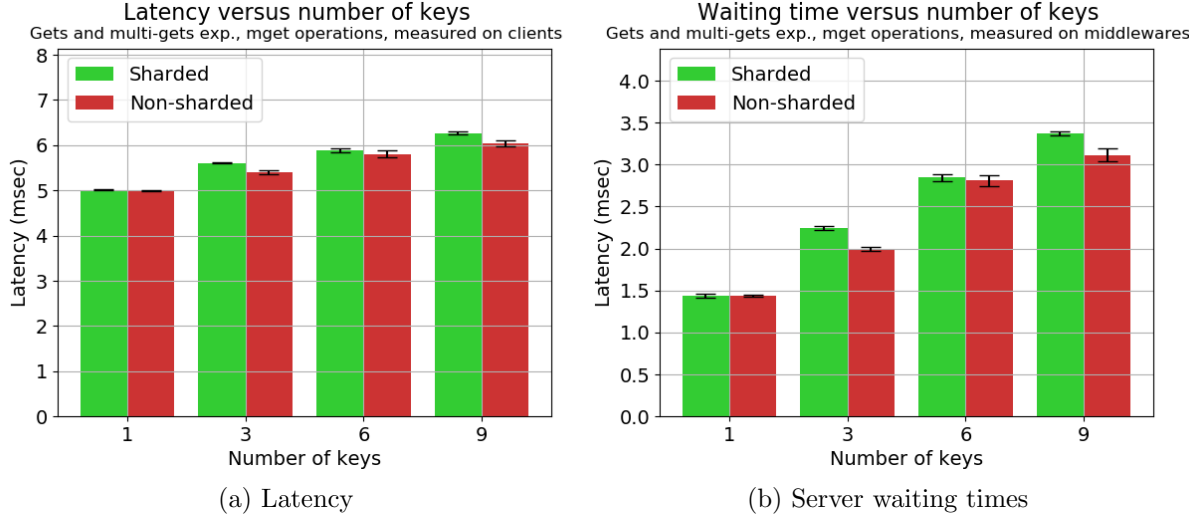 Latency versus number of keys
Gets and multi-gets exp., mget operations, measured on clients
Sharded
Non-sharded
Latency (msec)
8
7
6
5
4
3
2
1
0
1 3 6 9
Number of keys
(a) Latency
Waiting time versus number of keys
Gets and multi-gets exp., mget operations, measured on middlewares
Sharded
Non-sharded
Latency (msec)
4.0
3.5
3.0
2.5
2.0
1.5
1.0
0.5
0.0
1 3 6 9
Number of keys
(b) Server waiting times